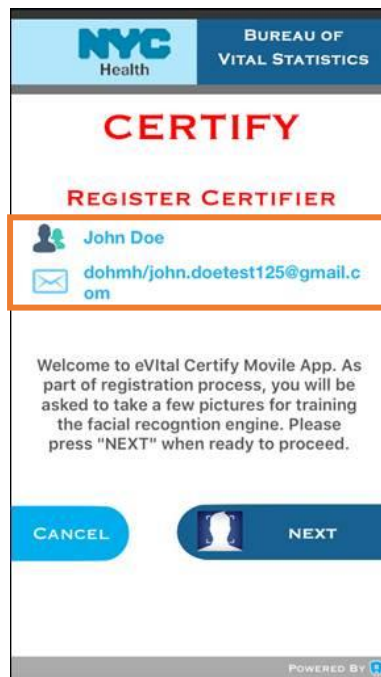 NYC
Health
BUREAU OF
VITAL STATISTICS
CERTIFY
REGISTER CERTIFIER
John Doe
dohmh/john.doetest125@gmail.c
om
Welcome to eVItal Certify Movile App. As
part of registration process, you will be
asked to take a few pictures for training
the facial recogntion engine. Please
press "NEXT" when ready to proceed.
CANCEL
NEXT
POWERED BY